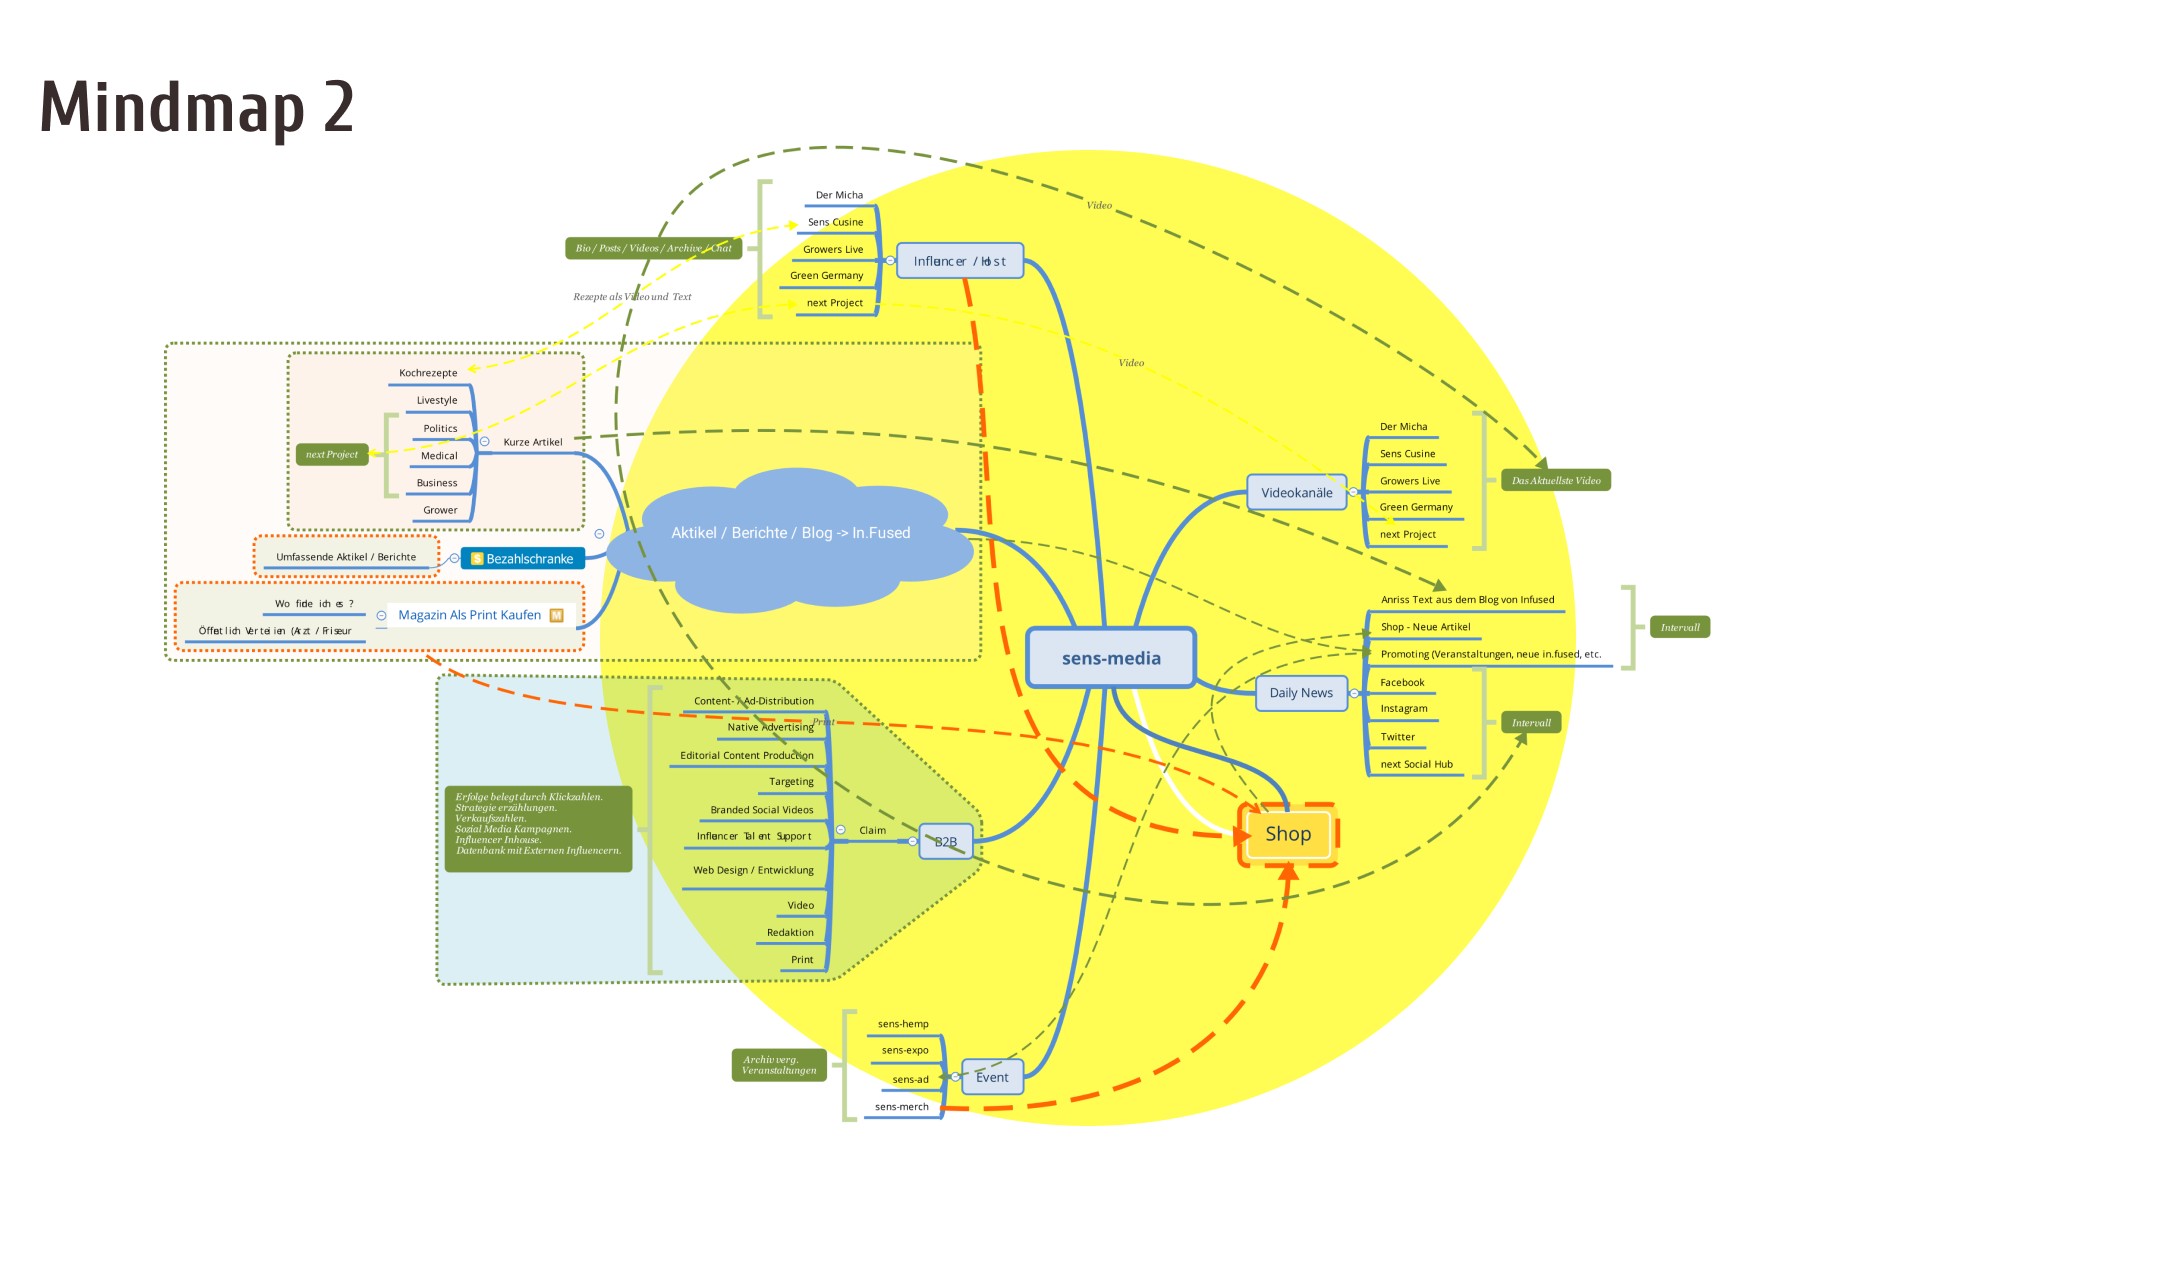 Mindmap 2
Video
Der Micha
Sens Cusine
Growers Live
Green Germany
next Project
Bio / Posts / Videos / Archive / Chat
Influencer / Host
Rezepte als Video und Text
Video
Kochrezepte
Livestyle
Politics
Medical
Business
Grower
next Project
Kurze Artikel
Aktikel / Berichte / Blog -> In.Fused
Umfassende Aktikel / Berichte
S Bezahlschranke
Wo finde ich es ?
Öffentlich Verteilen (Arzt / Friseur
Magazin Als Print Kaufen M
sens-media
Videokanäle
Der Micha
Sens Cusine
Growers Live
Green Germany
next Project
Das Aktuellste Video
Daily News
Anriss Text aus dem Blog von Infused
Shop - Neue Artikel
Promoting (Veranstaltungen, neue in.fused, etc.
Facebook
Instagram
Twitter
next Social Hub
Intervall
Intervall
Shop
Print
Content- / Ad-Distribution
Native Advertising
Editorial Content Production
Targeting
Branded Social Videos
Influencer Talent Support
Web Design / Entwicklung
Video
Redaktion
Print
Claim
B2B
Erfolge belegt durch Klickzahlen.
Strategie erzählungen.
Verkaufszahlen.
Sozial Media Kampagnen.
Influencer Inhouse.
Datenbank mit Externen Influencern.
sens-hemp
sens-expo
sens-ad
sens-merch
Archiv verg.
Veranstaltungen
Event